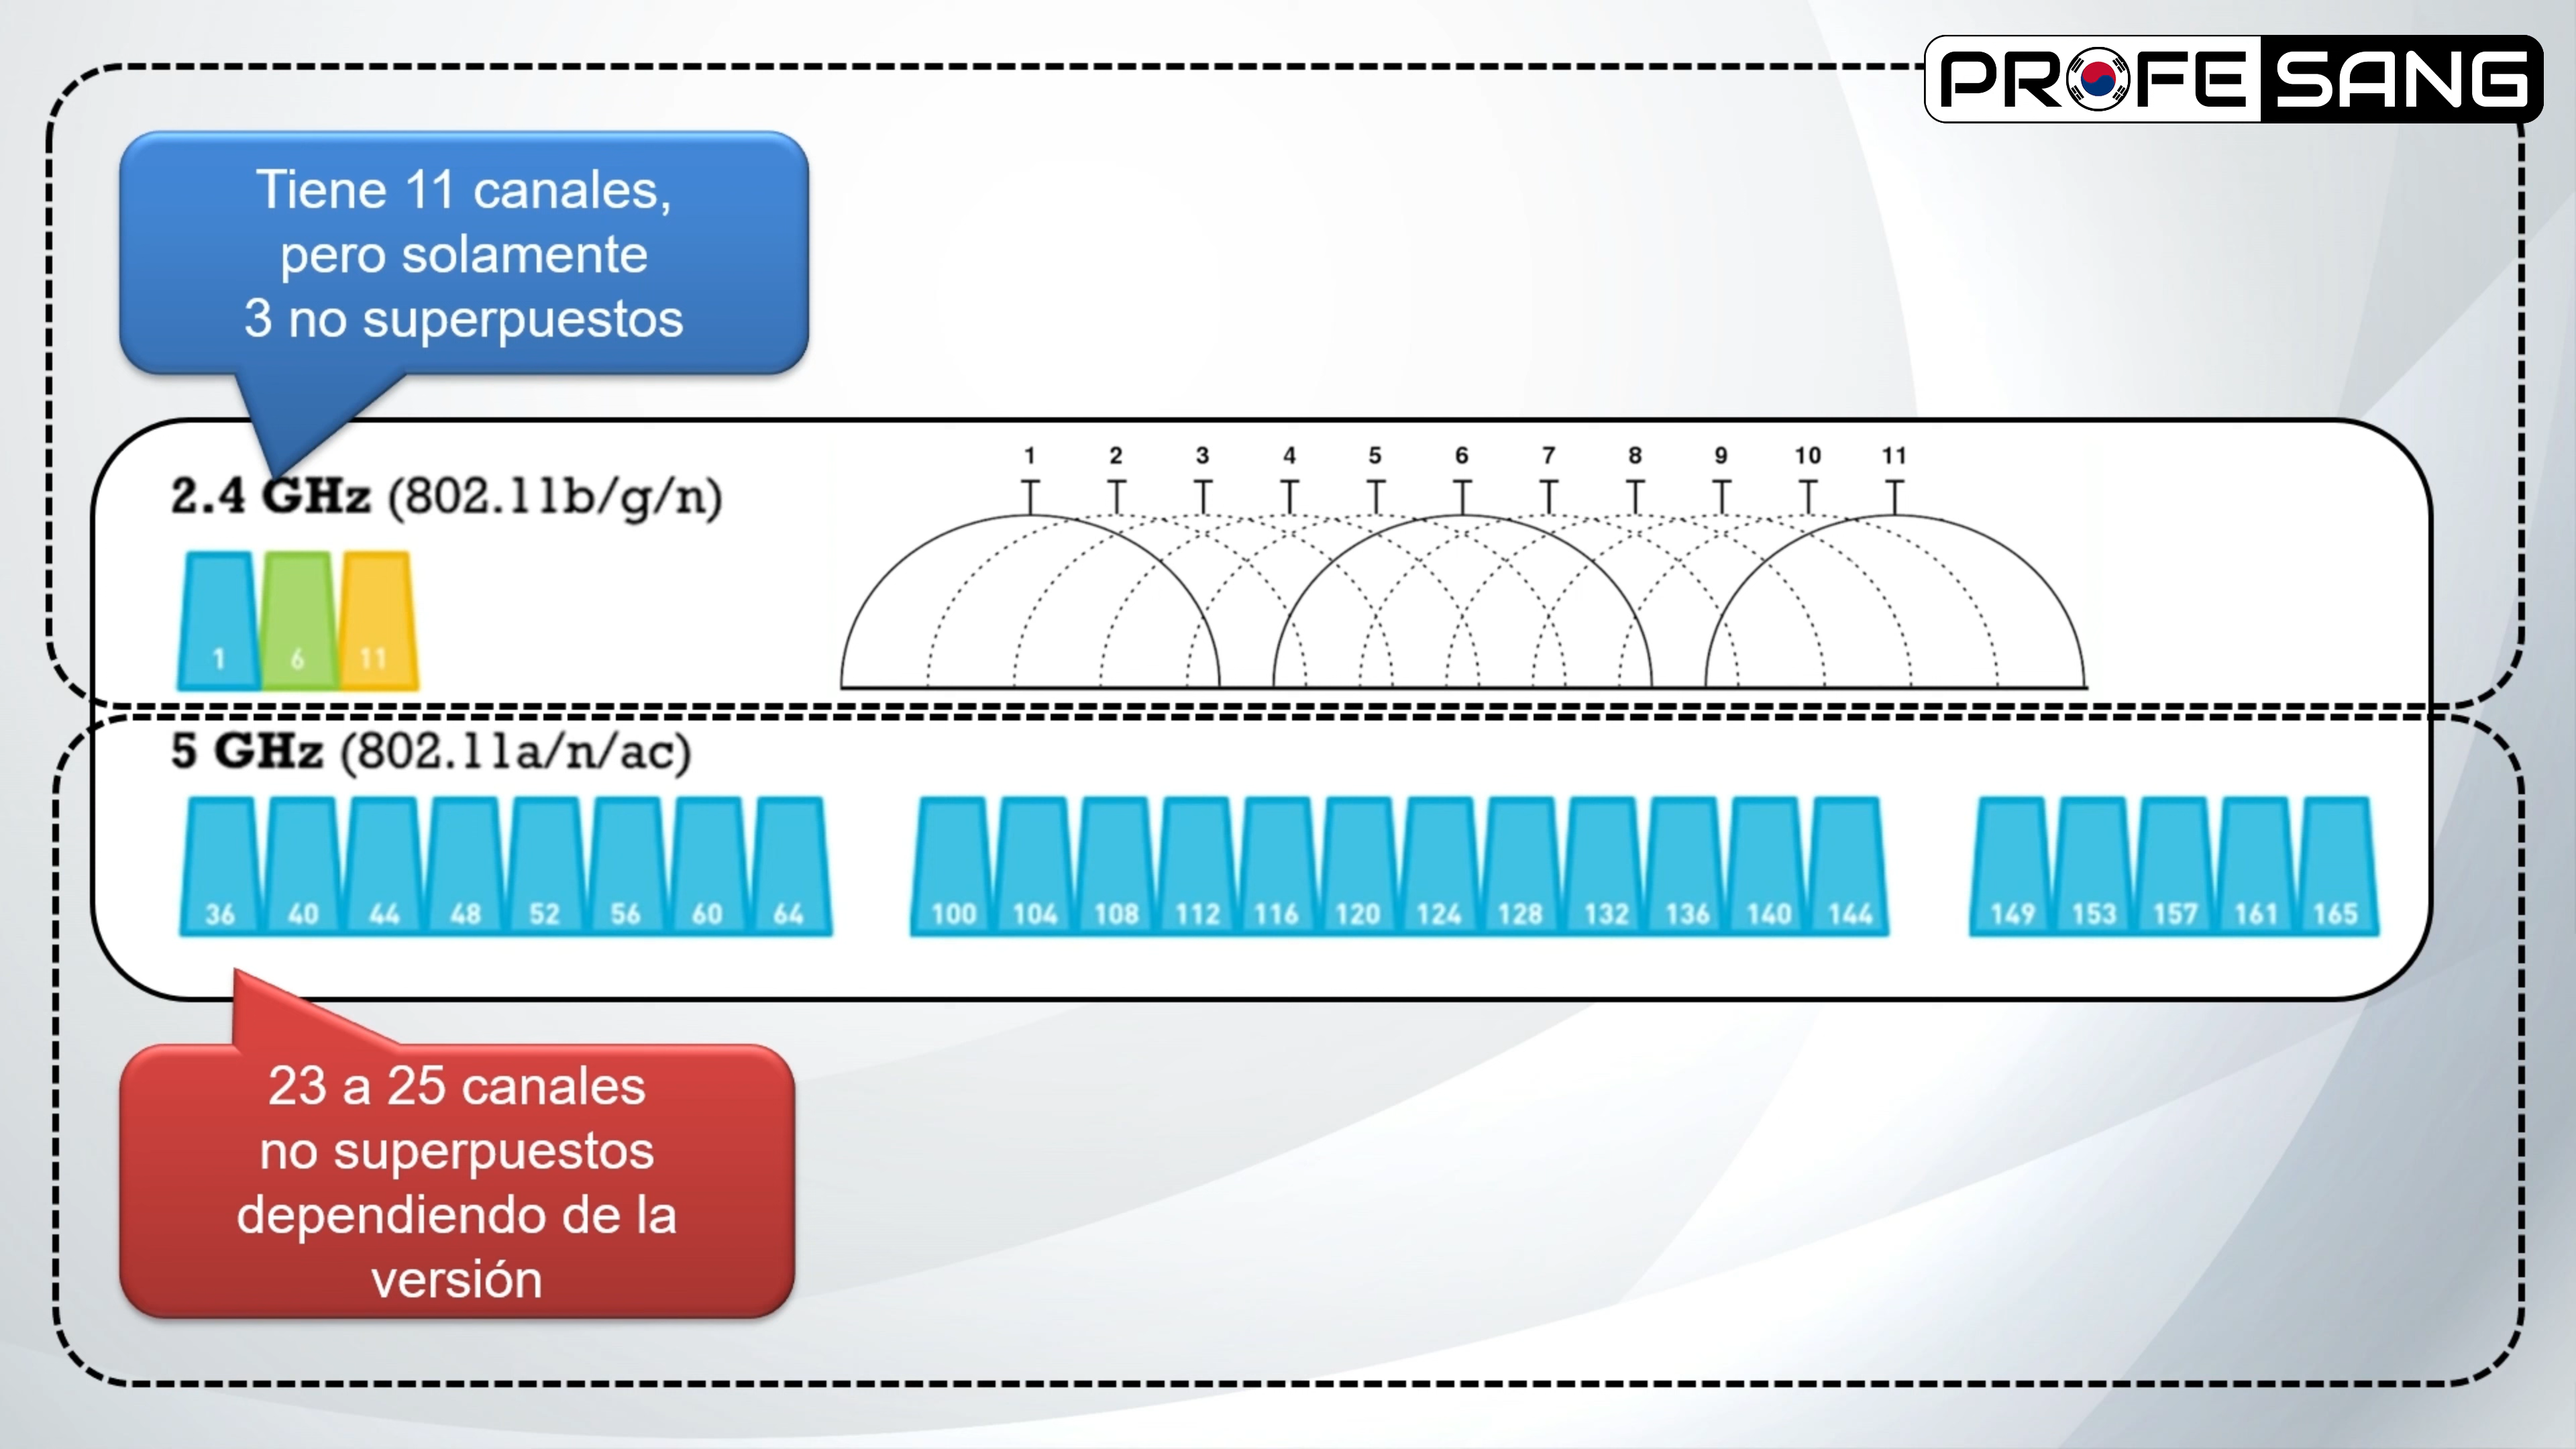 PROFE SANG
Tiene 11 canales,
pero solamente
3 no superpuestos
1 2 3 4 5 6 7 8 9 10 11
2.4 GHz (802.11b/g/n)
1 6 11
5 GHz (802.11a/n/ac)
36 40 44 48 52 56 60 64 100 104 108 112 116 120 124 128 132 136 140 144 149 153 157 161 165
23 a 25 canales
no superpuestos
dependiendo de la
versión